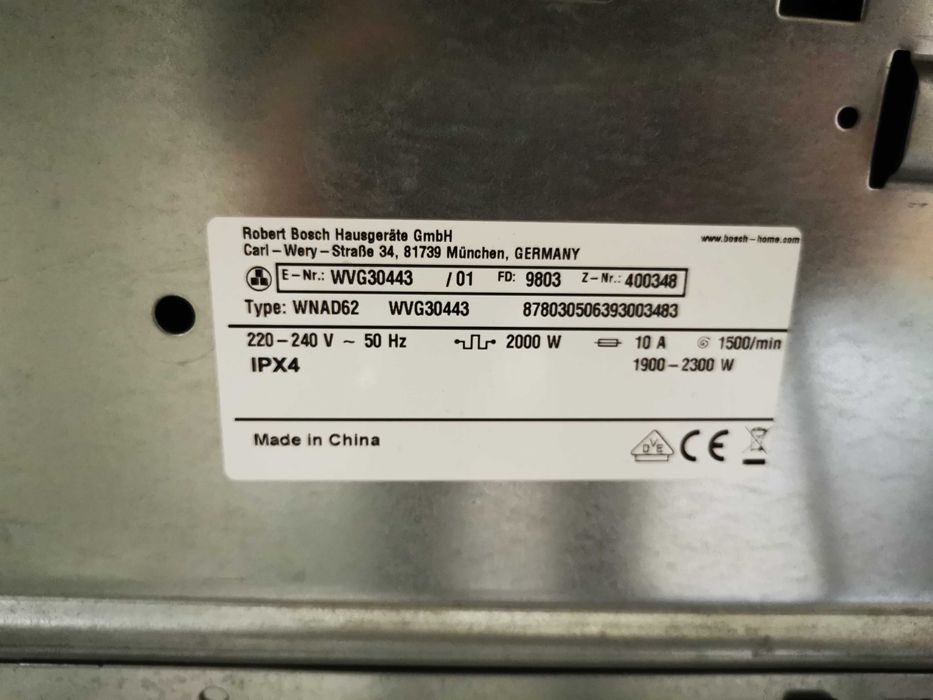 Robert Bosch Hausgeräte GmbH
www.bosch-home.com
Carl-Wery-Straße 34, 81739 München, GERMANY
E-Nr.: WVG30443 /01 FD: 9803 Z-Nr.: 400348
Type: WNAD62 WVG30443 878030506393003483
220-240 V ~ 50 Hz 2000 W 10 A 1500/min
IPX4 1900-2300 W
Made in China DVE CE